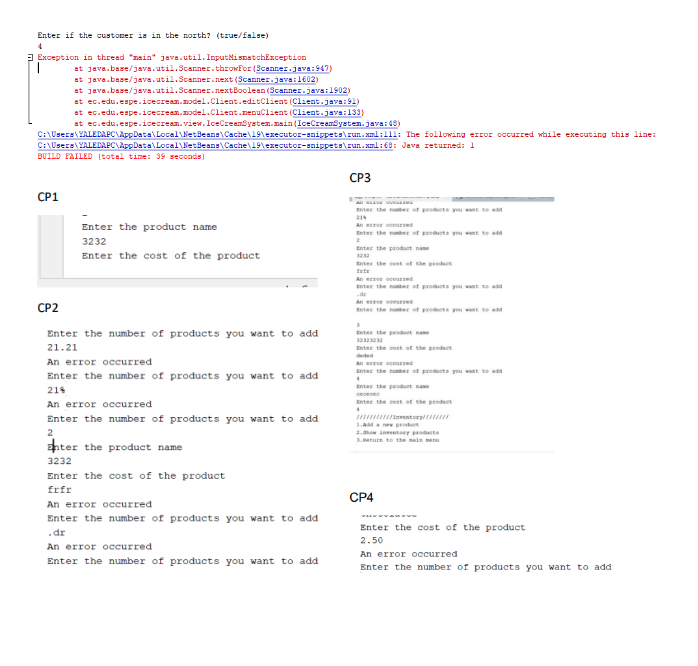 Enter if the customer is in the north? (true/false)
4
Exception in thread "main" java.util.InputMismatchException
at java.base/java.util.Scanner.throwFor(Scanner.java:947)
at java.base/java.util.Scanner.next(Scanner.java:1602)
at java.base/java.util.Scanner.nextBoolean(Scanner.java:1902)
at ec.edu.espe.icecream.model.Client.editClient(Client.java:91)
at ec.edu.espe.icecream.model.Client.menuClient(Client.java:133)
at ec.edu.espe.icecream.view.IceCreamSystem.main(IceCreamSystem.java:48)
C:\Users\YALEDAPC\AppData\Local\NetBeans\Cache\19\executor-snippets\run.xml:111: The following error occurred while executing this line:
C:\Users\YALEDAPC\AppData\Local\NetBeans\Cache\19\executor-snippets\run.xml:68: Java returned: 1
BUILD FAILED (total time: 39 seconds)
CP1
Enter the product name
3232
Enter the cost of the product
CP2
Enter the number of products you want to add
21.21
An error occurred
Enter the number of products you want to add
21%
An error occurred
Enter the number of products you want to add
2
Enter the product name
3232
Enter the cost of the product
frfr
An error occurred
Enter the number of products you want to add
.dr
An error occurred
Enter the number of products you want to add
CP3
An error occurred
Enter the number of products you want to add
21%
An error occurred
Enter the number of products you want to add
2
Enter the product name
3232
Enter the cost of the product
frfr
An error occurred
Enter the number of products you want to add
.dr
An error occurred
Enter the number of products you want to add
3
Enter the product name
32323232
Enter the cost of the product
deded
An error occurred
Enter the number of products you want to add
4
Enter the product name
Enter the cost of the product
4
///////////Inventory////////
1.Add a new product
2.Show inventory products
3.Return to the main menu
CP4
Enter the cost of the product
2.50
An error occurred
Enter the number of products you want to add